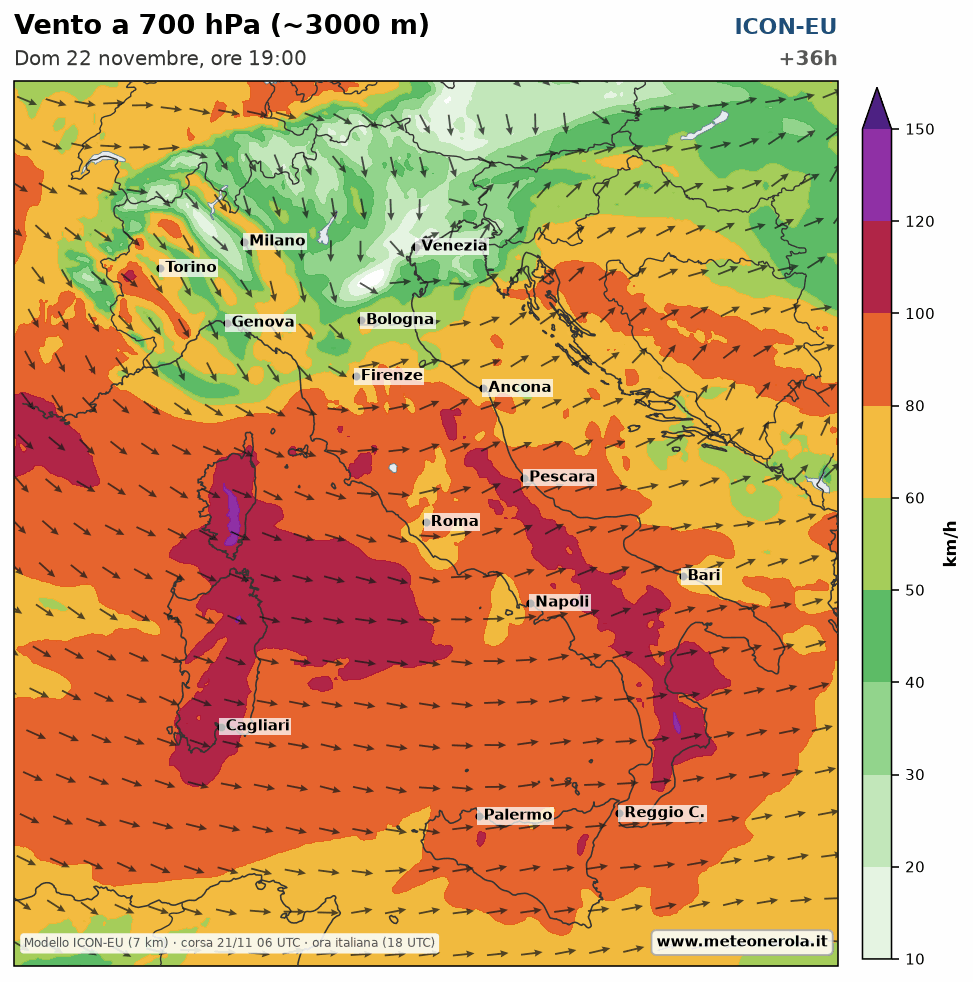 Vento a 700 hPa (~3000 m)
ICON-EU
Dom 22 novembre, ore 19:00
+36h
150
120
100
80
60
50
40
30
20
10
km/h
Milano
Venezia
Torino
Genova
Bologna
Firenze
Ancona
Pescara
Roma
Bari
Napoli
Cagliari
Palermo
Reggio C.
Modello ICON-EU (7 km) · corsa 21/11 06 UTC · ora italiana (18 UTC)
www.meteonerola.it